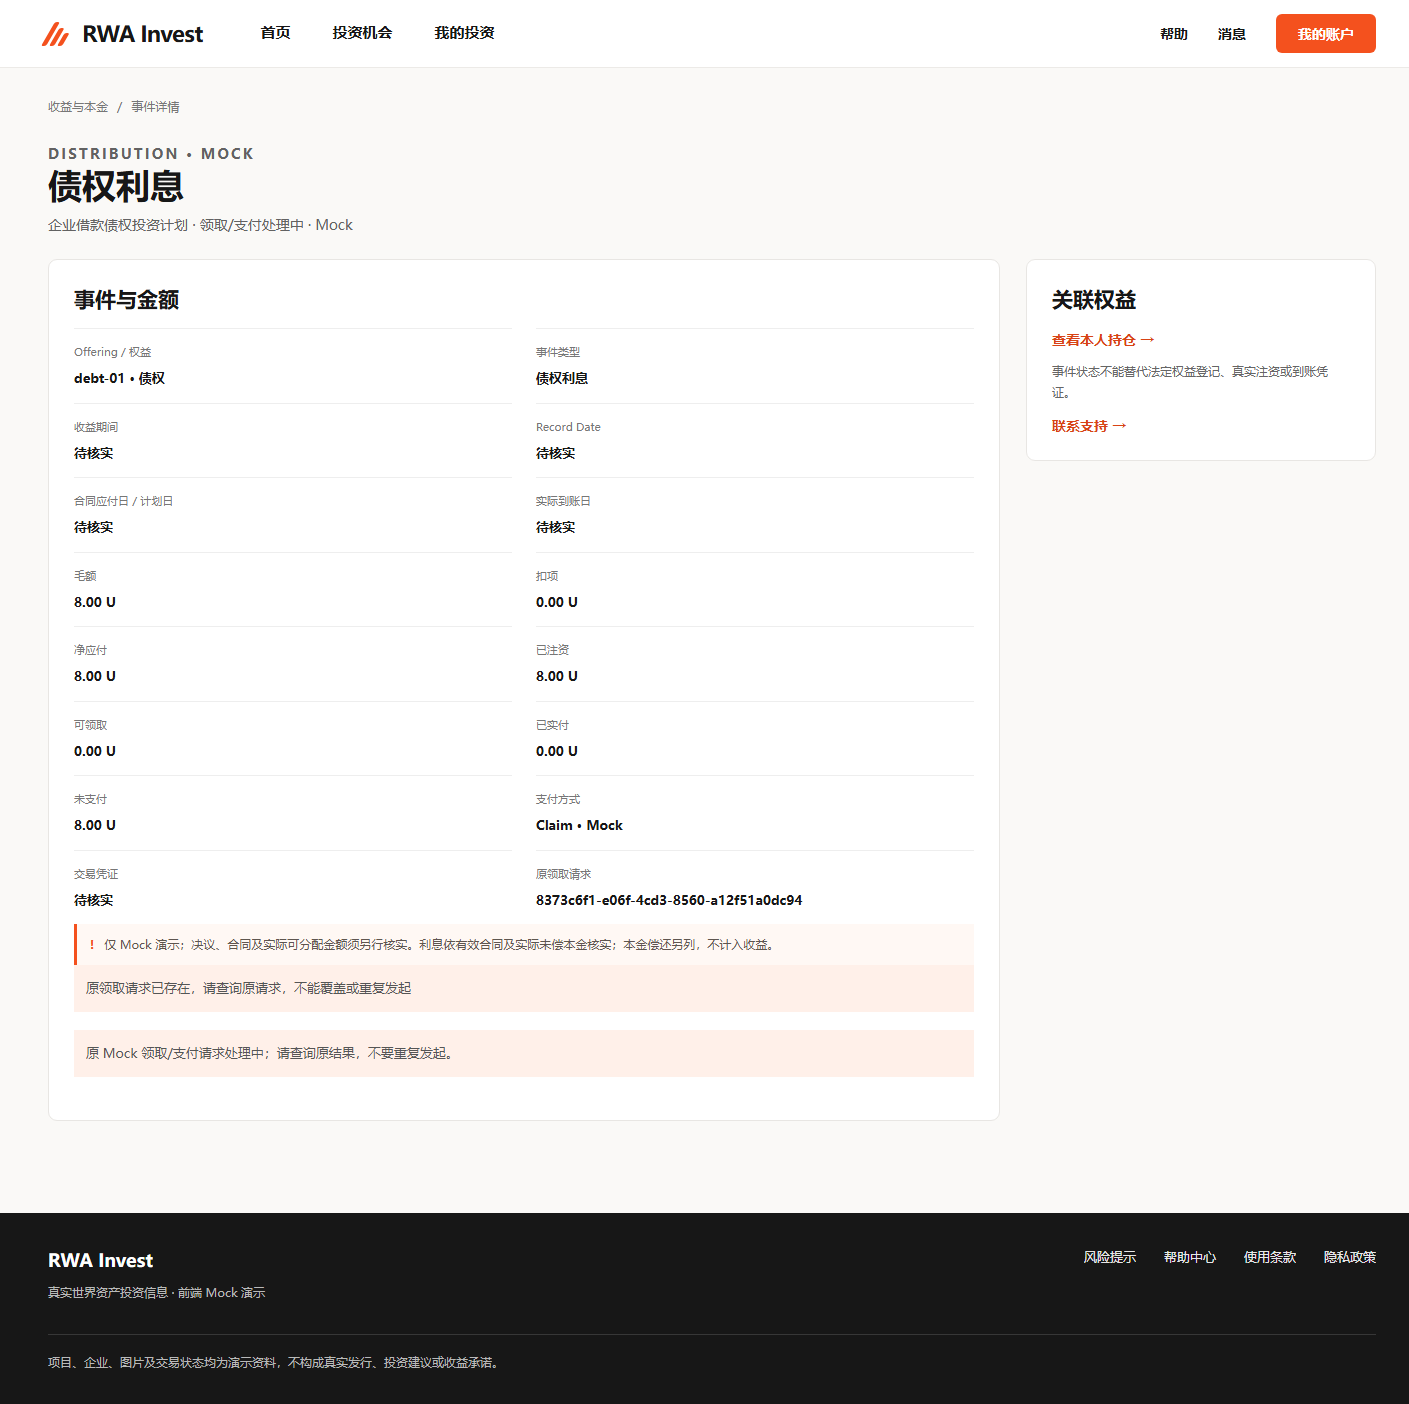 RWA Invest
首页
投资机会
我的投资
帮助
消息
我的账户
收益与本金 / 事件详情
DISTRIBUTION • MOCK
债权利息
企业借款债权投资计划 · 领取/支付处理中 · Mock
事件与金额
Offering / 权益
debt-01 • 债权
事件类型
债权利息
收益期间
待核实
Record Date
待核实
合同应付日 / 计划日
待核实
实际到账日
待核实
毛额
8.00 U
扣项
0.00 U
净应付
8.00 U
已注资
8.00 U
可领取
0.00 U
已实付
0.00 U
未支付
8.00 U
支付方式
Claim • Mock
交易凭证
待核实
原领取请求
8373c6f1-e06f-4cd3-8560-a12f51a0dc94
! 仅 Mock 演示；决议、合同及实际可分配金额须另行核实。利息依有效合同及实际未偿本金核实；本金偿还另列，不计入收益。
原领取请求已存在，请查询原请求，不能覆盖或重复发起
原 Mock 领取/支付请求处理中；请查询原结果，不要重复发起。
关联权益
查看本人持仓 →
事件状态不能替代法定权益登记、真实注资或到账凭
证。
联系支持 →
RWA Invest
真实世界资产投资信息 · 前端 Mock 演示
风险提示
帮助中心
使用条款
隐私政策
项目、企业、图片及交易状态均为演示资料，不构成真实发行、投资建议或收益承诺。